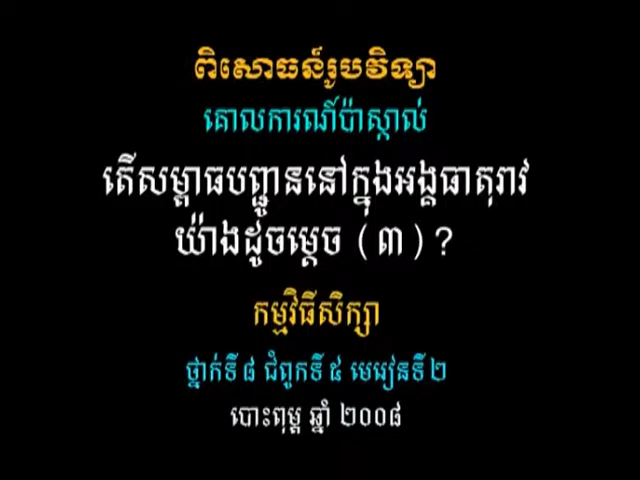 ពិសោធន៍រូបវិទ្យា
គោលការណ៍ប៉ាស្កាល់
តើសម្ពាធបព្ជូាននៅក្នុងអង្គធាតុរាវ
យ៉ាងដូចម្ដេច (៣)?
កម្មវិធីសិក្សា
ថ្នាក់ទី៨ ជំពូកទី៥ មេរៀនទី២
បោះពុម្ព ឆ្នាំ ២០០៨